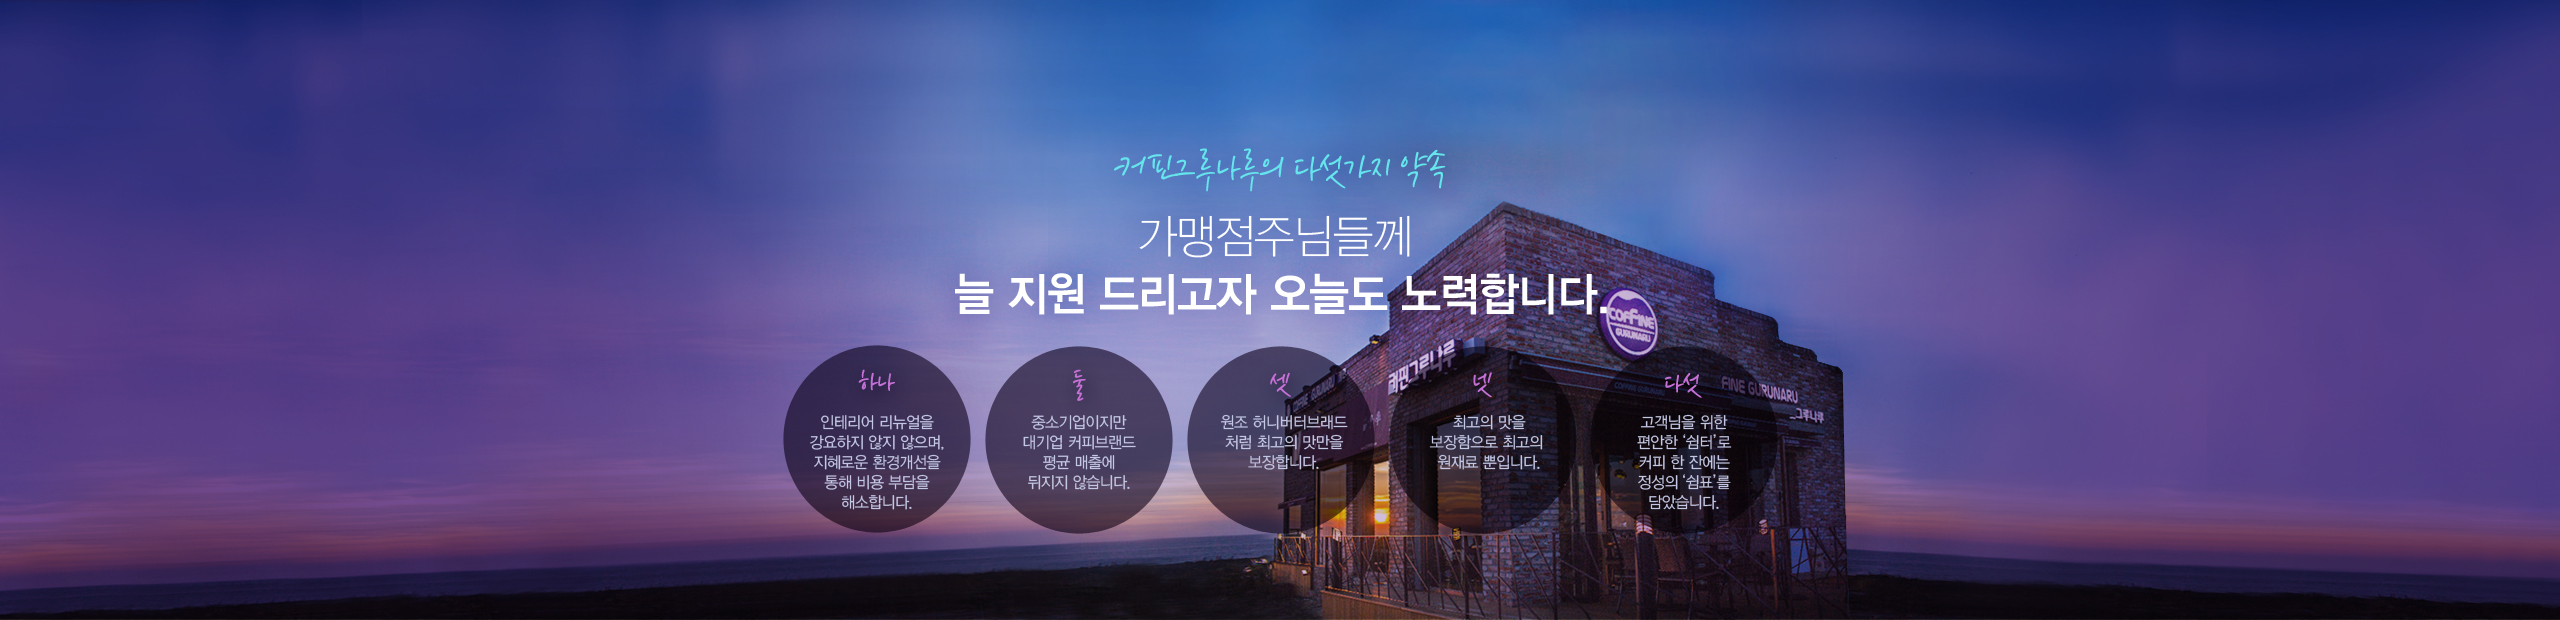 커핀그루나루의 다섯가지 약속
가맹점주님들께
늘 지원 드리고자 오늘도 노력합니다.
COFFINE
GURUNARU
커핀그루나루
FINE GURUNARU
그루나루
하나
인테리어 리뉴얼을
강요하지 않지 않으며,
지혜로운 환경개선을
통해 비용 부담을
해소합니다.
둘
중소기업이지만
대기업 커피브랜드
평균 매출에
뒤지지 않습니다.
셋
원조 허니버터브래드
처럼 최고의 맛만을
보장합니다.
넷
최고의 맛을
보장함으로 최고의
원재료 뿐입니다.
다섯
고객님을 위한
편안한 ‘쉼터’로
커피 한 잔에는
정성의 ‘쉼표’를
담았습니다.